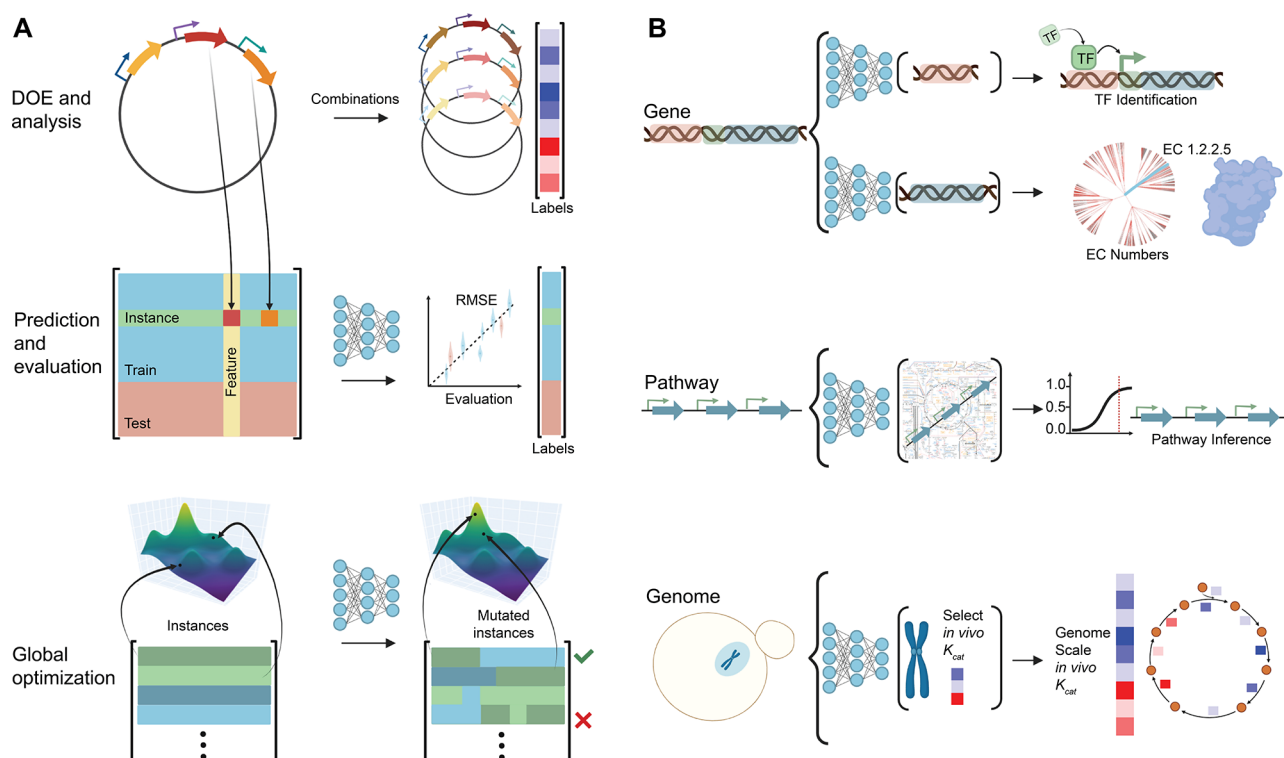 A
DOE and
analysis
Combinations
Labels
Prediction
and
evaluation
Instance
Train
Test
Feature
RMSE
Evaluation
Labels
Global
optimization
Instances
Mutated
instances
B
Gene
TF
TF
TF Identification
EC 1.2.2.5
EC Numbers
Pathway
1.0
0.5
0.0
Pathway Inference
Genome
Select
in vivo
Kcat
Genome
Scale
in vivo
Kcat